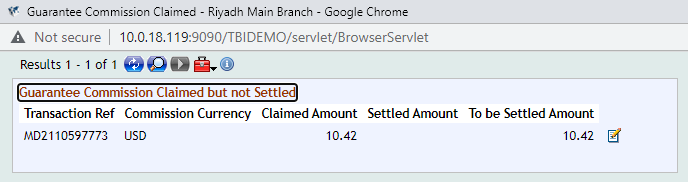 Guarantee Commission Claimed - Riyadh Main Branch - Google Chrome
Not secure 10.0.18.119:9090/TBIDEMO/servlet/BrowserServlet
Results 1 - 1 of 1
Guarantee Commission Claimed but not Settled
Transaction Ref Commission Currency Claimed Amount Settled Amount To be Settled Amount
MD2110597773 USD 10.42 10.42